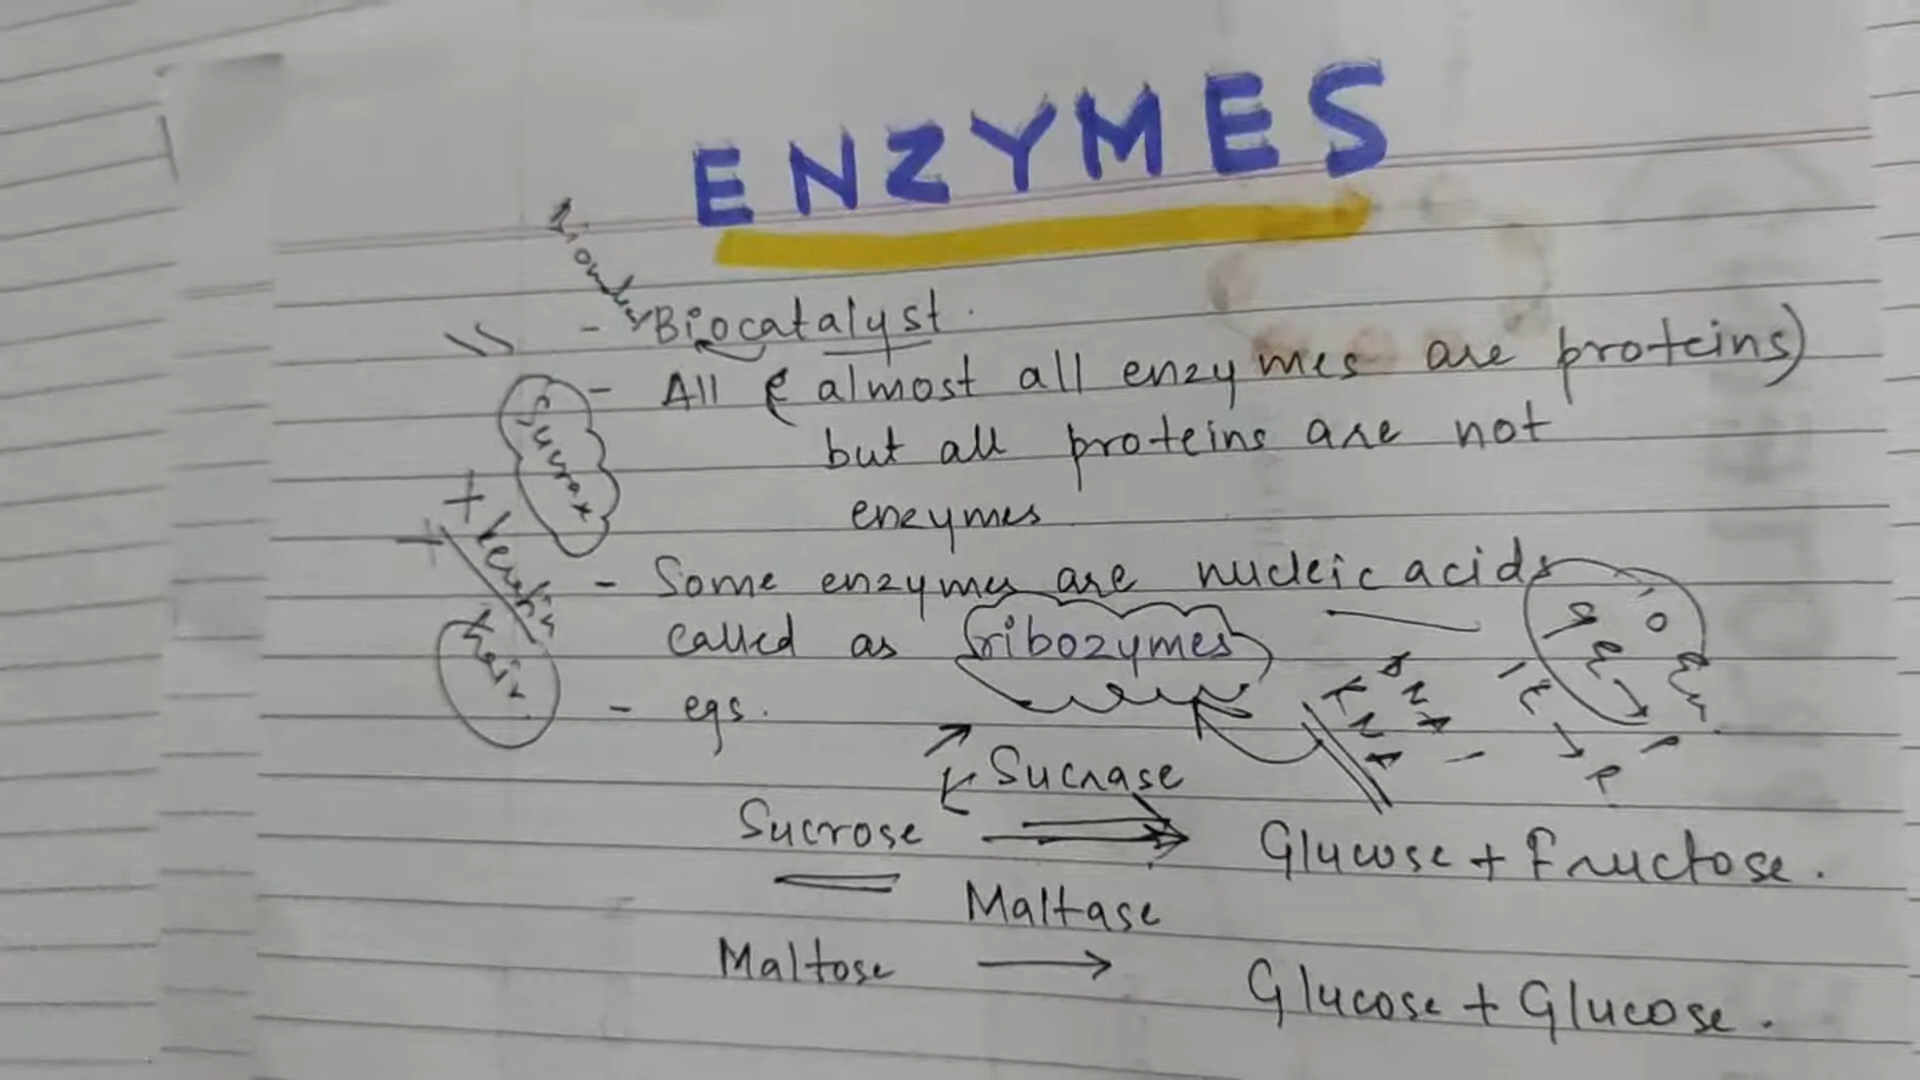 ENZYMES
- Biocatalyst.
- All ( almost all enzymes are proteins)
but all proteins are not
enzymes
- Some enzymes are nucleic acids
called as ribozymes
- egs.
Sucrase
Sucrose → Glucose + Fructose.
Maltase
Maltose → Glucose + Glucose.